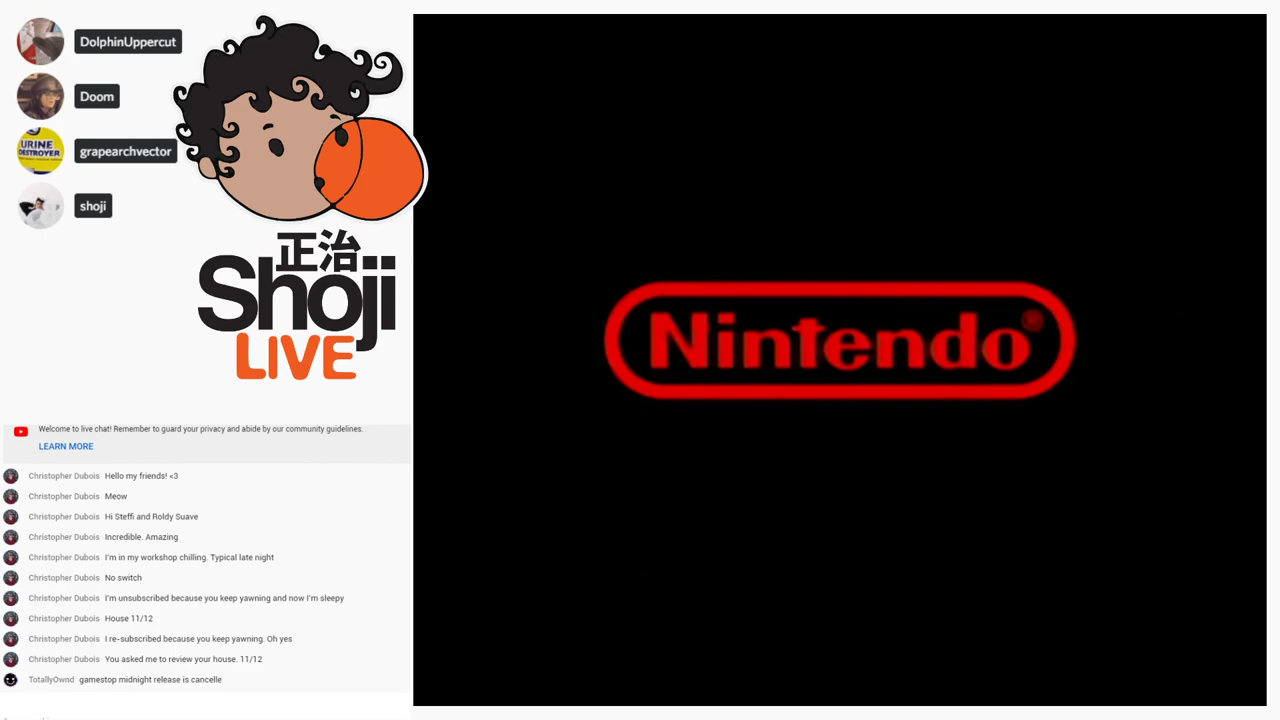 DolphinUppercut
Doom
URINE
DESTROYER
grapearchvector
shoji
正治
Shoji
LIVE
Nintendo®
Welcome to live chat! Remember to guard your privacy and abide by our community guidelines.
LEARN MORE
Christopher Dubois Hello my friends! <3
Christopher Dubois Meow
Christopher Dubois Hi Steffi and Roldy Suave
Christopher Dubois Incredible. Amazing
Christopher Dubois I'm in my workshop chilling. Typical late night
Christopher Dubois No switch
Christopher Dubois I'm unsubscribed because you keep yawning and now I'm sleepy
Christopher Dubois House 11/12
Christopher Dubois I re-subscribed because you keep yawning. Oh yes
Christopher Dubois You asked me to review your house. 11/12
TotallyOwnd gamestop midnight release is cancelle